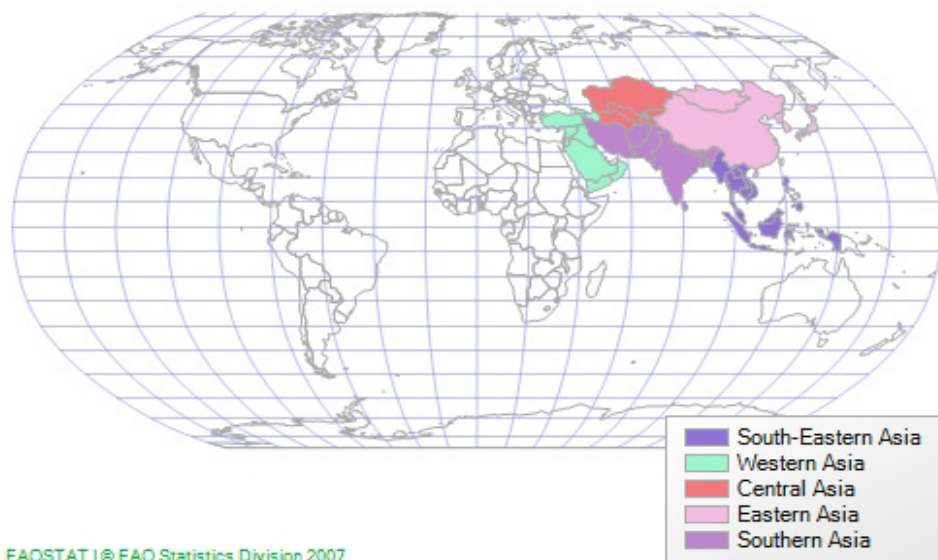 South-Eastern Asia
Western Asia
Central Asia
Eastern Asia
Southern Asia
FAOSTAT | © FAO Statistics Division 2007